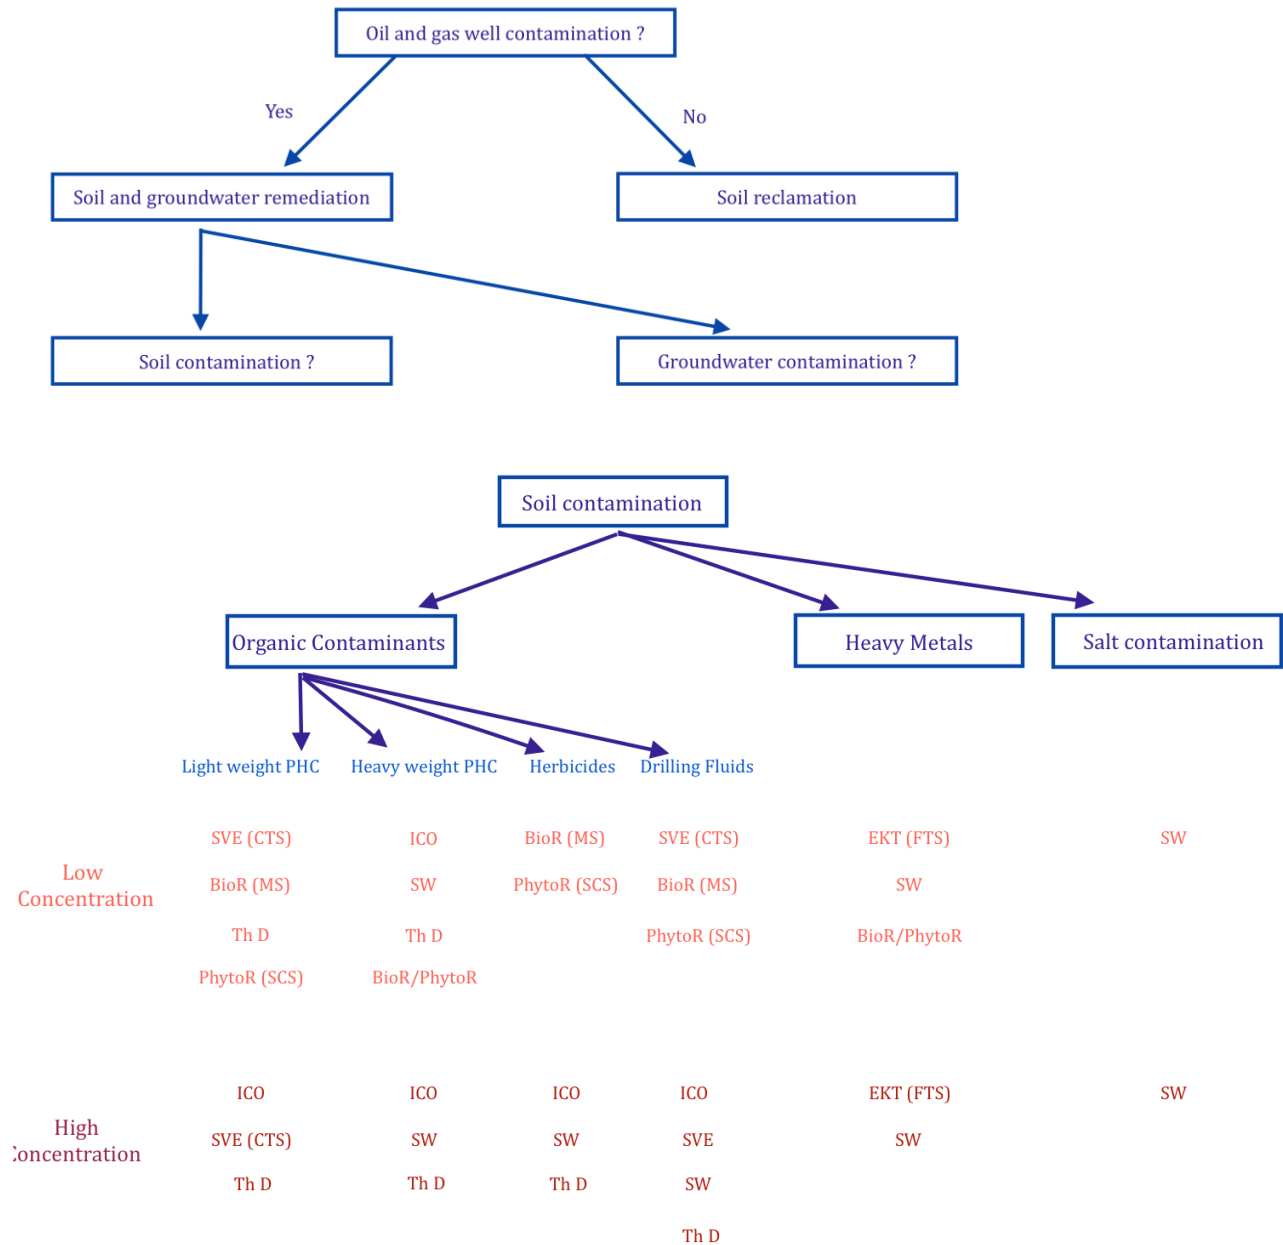 Oil and gas well contamination ?
Yes
No
Soil and groundwater remediation
Soil reclamation
Soil contamination ?
Groundwater contamination ?
Soil contamination
Organic Contaminants
Heavy Metals
Salt contamination
Light weight PHC
Heavy weight PHC
Herbicides
Drilling Fluids
Low
Concentration
SVE (CTS)
ICO
BioR (MS)
SVE (CTS)
EKT (FTS)
SW
BioR (MS)
SW
PhytoR (SCS)
BioR (MS)
SW
Th D
Th D
PhytoR (SCS)
BioR/PhytoR
PhytoR (SCS)
BioR/PhytoR
High
oncentration
ICO
ICO
ICO
ICO
EKT (FTS)
SW
SVE (CTS)
SW
SW
SVE
SW
Th D
Th D
Th D
SW
Th D